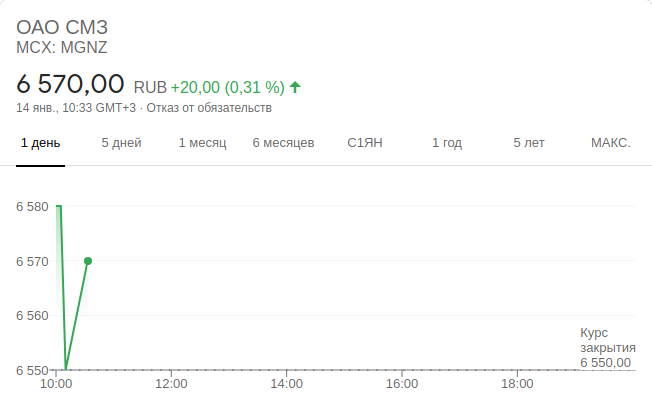 ОАО СМЗ
MCX: MGNZ
6 570,00 RUB +20,00 (0,31 %)
14 янв., 10:33 GMT+3 · Отказ от обязательств
1 день 5 дней 1 месяц 6 месяцев С1ЯН 1 год 5 лет МАКС.
6 580
6 570
6 560
Курс
закрытия
6 550,00
6 550
10:00 12:00 14:00 16:00 18:00